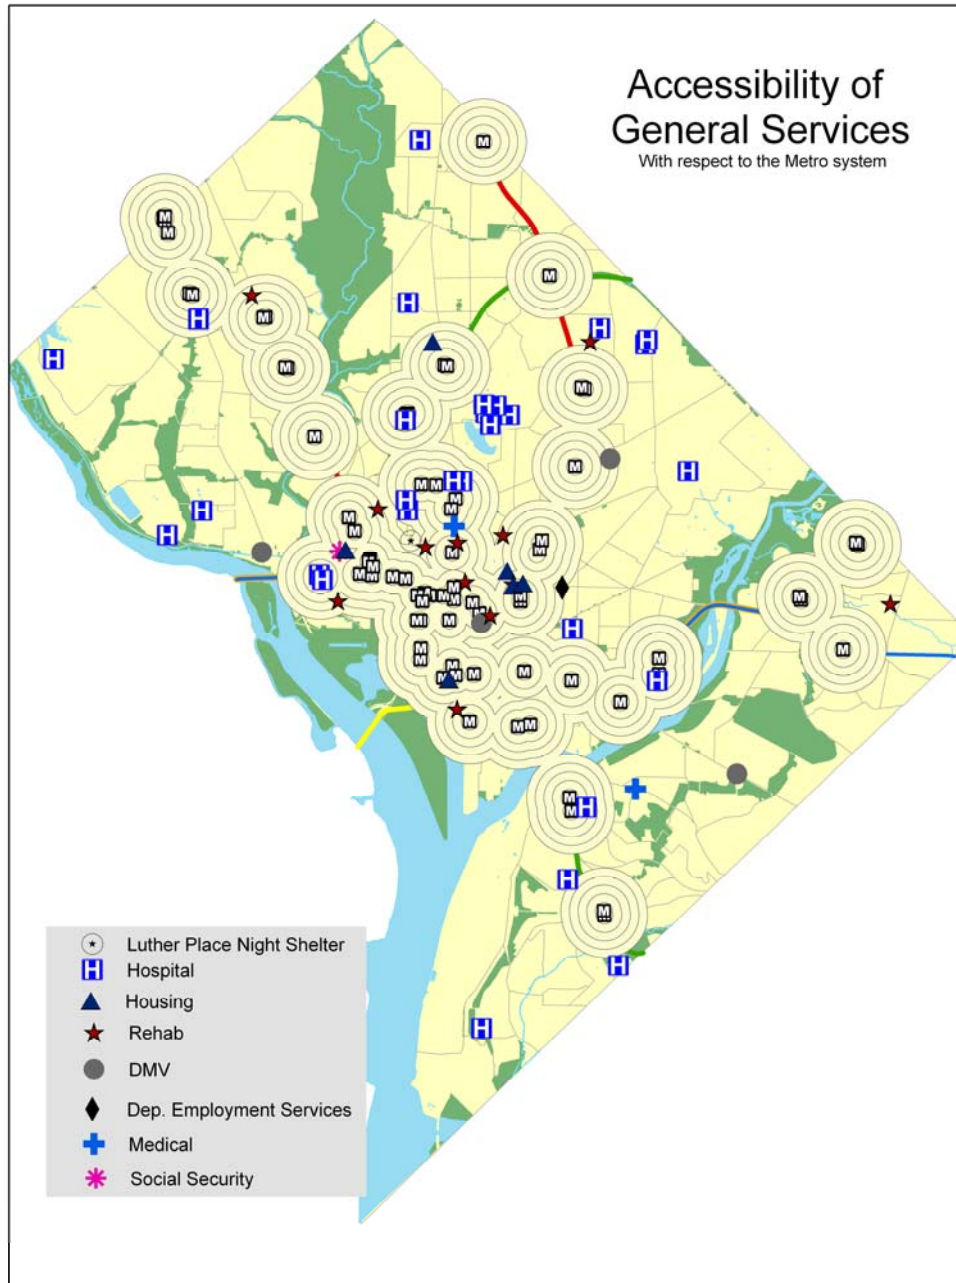 Accessibility of
General Services
With respect to the Metro system
Luther Place Night Shelter
H Hospital
Housing
Rehab
DMV
Dep. Employment Services
Medical
Social Security